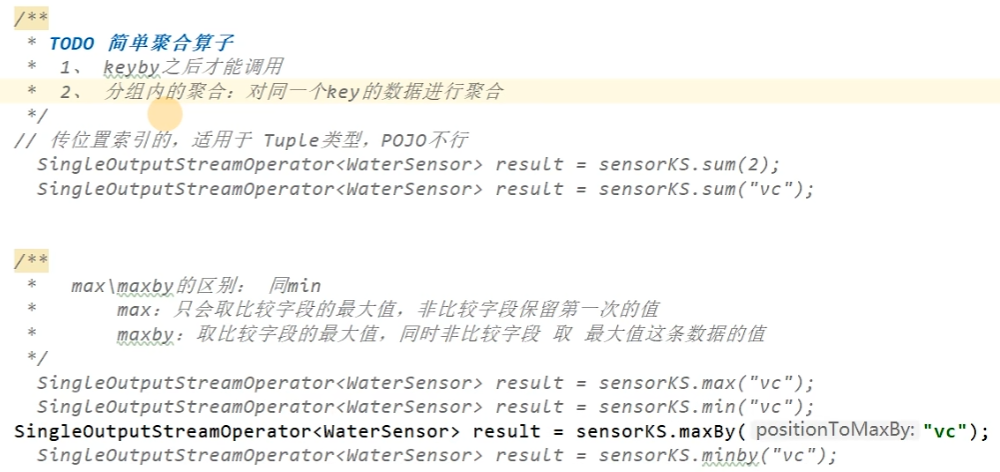 /**
 * TODO 简单聚合算子
 *  1、 keyby之后才能调用
 *  2、 分组内的聚合：对同一个key的数据进行聚合
 */
// 传位置索引的，适用于 Tuple类型，POJO不行
SingleOutputStreamOperator<WaterSensor> result = sensorKS.sum(2);
SingleOutputStreamOperator<WaterSensor> result = sensorKS.sum("vc");
/**
 *   max\maxby的区别： 同min
 *       max：只会取比较字段的最大值，非比较字段保留第一次的值
 *       maxby：取比较字段的最大值，同时非比较字段 取 最大值这条数据的值
 */
SingleOutputStreamOperator<WaterSensor> result = sensorKS.max("vc");
SingleOutputStreamOperator<WaterSensor> result = sensorKS.min("vc");
SingleOutputStreamOperator<WaterSensor> result = sensorKS.maxBy( positionToMaxBy: "vc");
SingleOutputStreamOperator<WaterSensor> result = sensorKS.minby("vc");